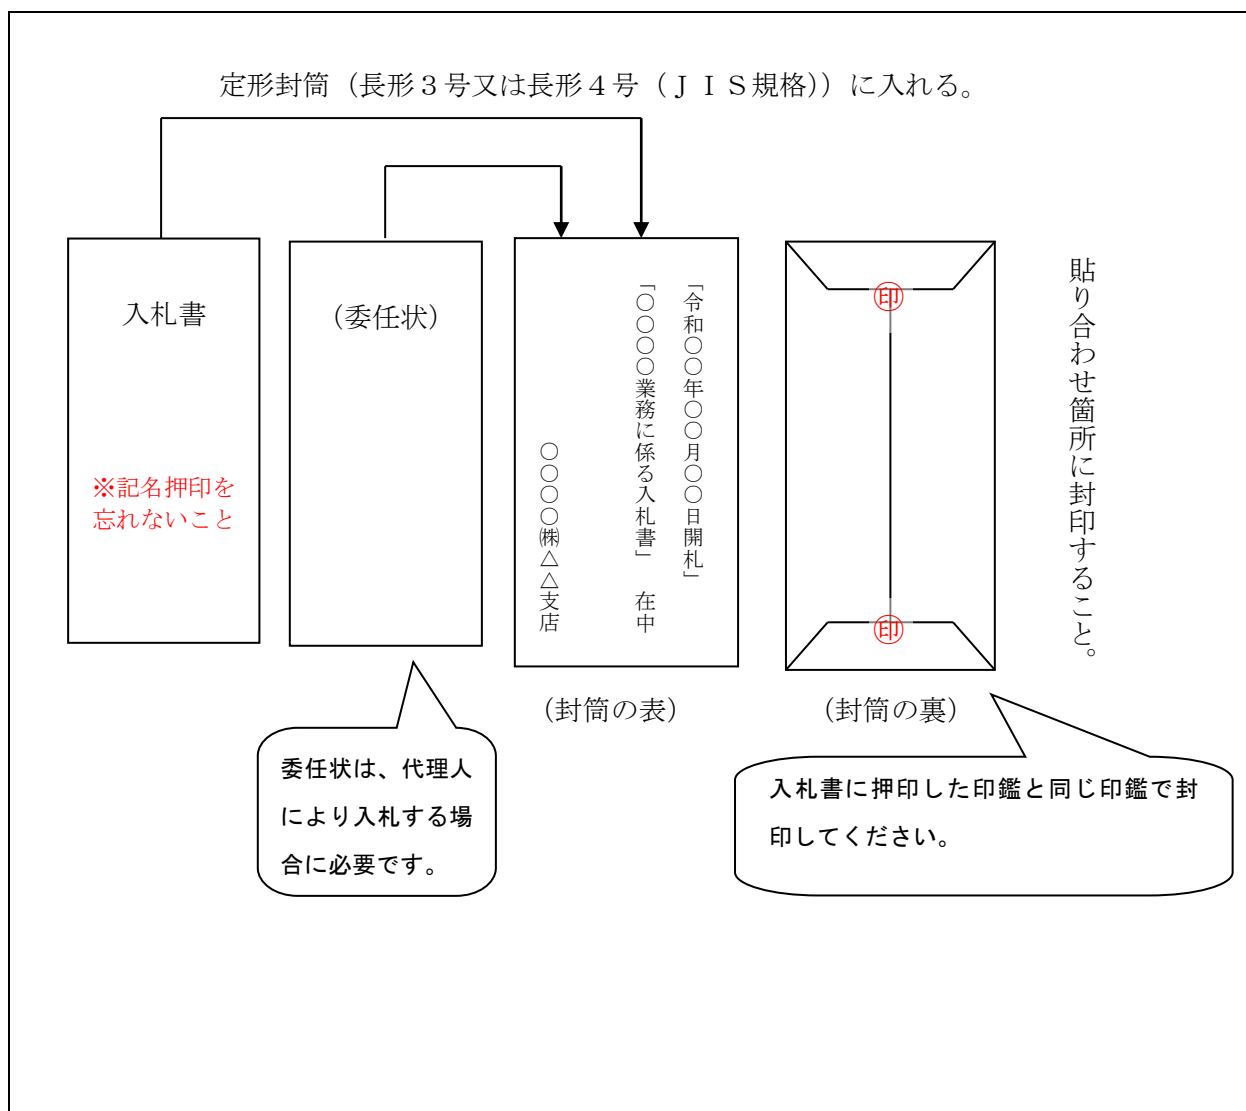 定形封筒（長形３号又は長形４号（ＪＩＳ規格））に入れる。
入札書
※記名押印を
忘れないこと
（委任状）
「令和〇〇年〇〇月〇〇日開札」
「〇〇〇〇業務に係る入札書」　在中
〇〇〇〇㈱△△支店
印
印
貼り合わせ箇所に封印すること。
（封筒の表）
（封筒の裏）
委任状は、代理人
により入札する場
合に必要です。
入札書に押印した印鑑と同じ印鑑で封
印してください。